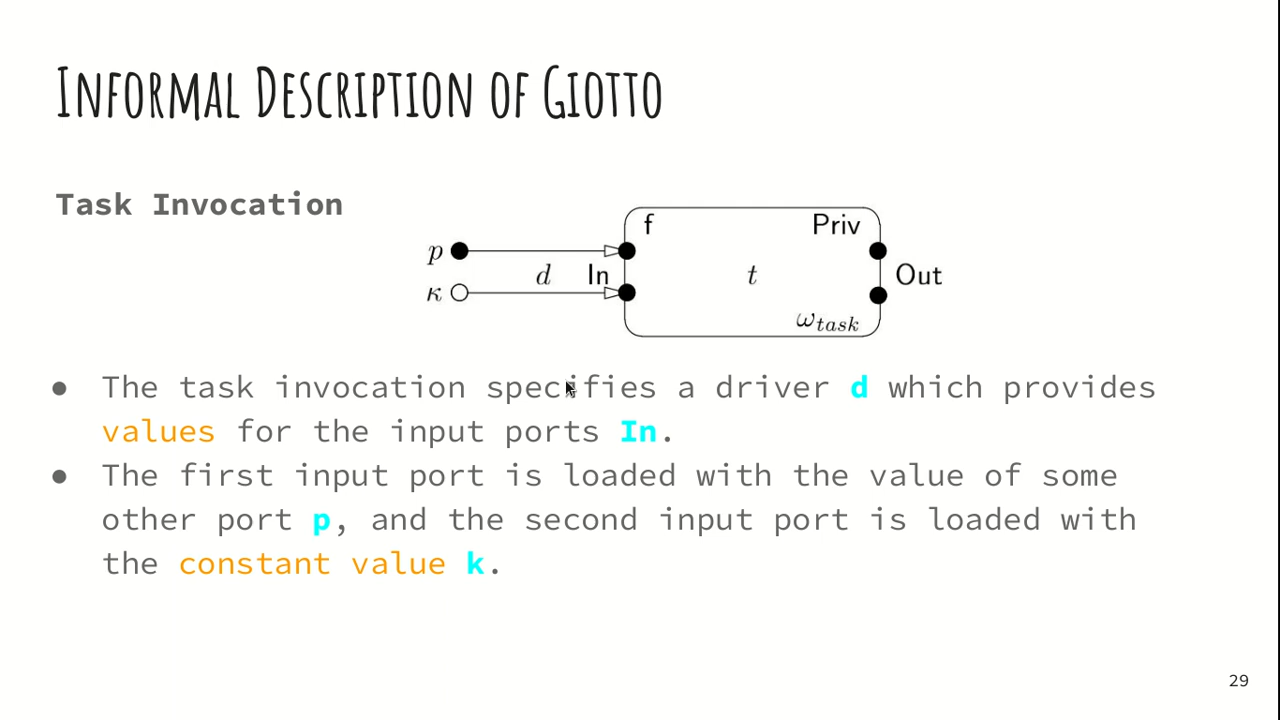 Informal Description of Giotto
Task Invocation
f
Priv
p
d
In
t
Out
κ
ω_task
● The task invocation specifies a driver d which provides
values for the input ports In.
● The first input port is loaded with the value of some
other port p, and the second input port is loaded with
the constant value k.
29